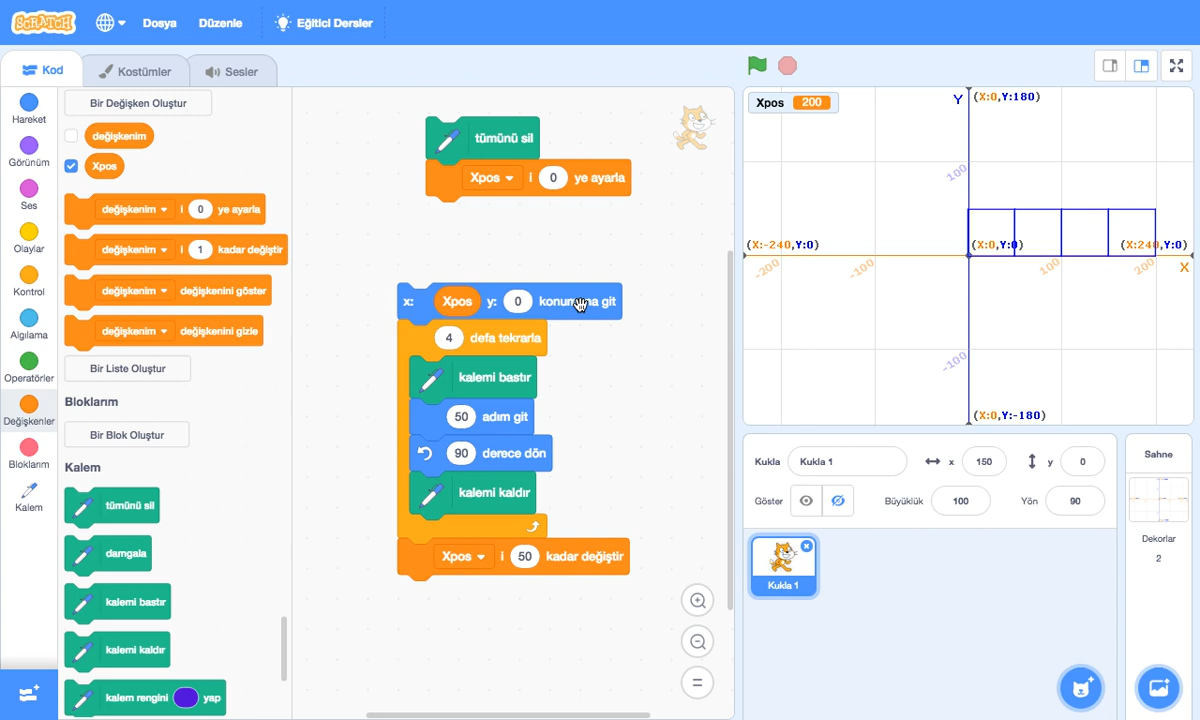 SCRATCH
Dosya
Düzenle
Eğitici Dersler
Kod
Kostümler
Sesler
Hareket
Görünüm
Ses
Olaylar
Kontrol
Algılama
Operatörler
Değişkenler
Bloklarım
Kalem
Bir Değişken Oluştur
değişkenim
Xpos
değişkenim i 0 ye ayarla
değişkenim i 1 kadar değiştir
değişkenim değişkenini göster
değişkenim değişkenini gizle
Bir Liste Oluştur
Bloklarım
Bir Blok Oluştur
Kalem
tümünü sil
damgala
kalemi bastır
kalemi kaldır
kalem rengini yap
tümünü sil
Xpos i 0 ye ayarla
x: Xpos y: 0 konumuna git
4 defa tekrarla
kalemi bastır
50 adım git
90 derece dön
kalemi kaldır
Xpos i 50 kadar değiştir
Xpos 200
Y (X:0,Y:180)
100
(X:-240,Y:0) (X:0,Y:0) (X:240,Y:0)
-200 -100 100 200 X
-100
(X:0,Y:-180)
Kukla Kukla 1 x 150 y 0
Göster Büyüklük 100 Yön 90
Kukla 1
Sahne
Dekorlar
2